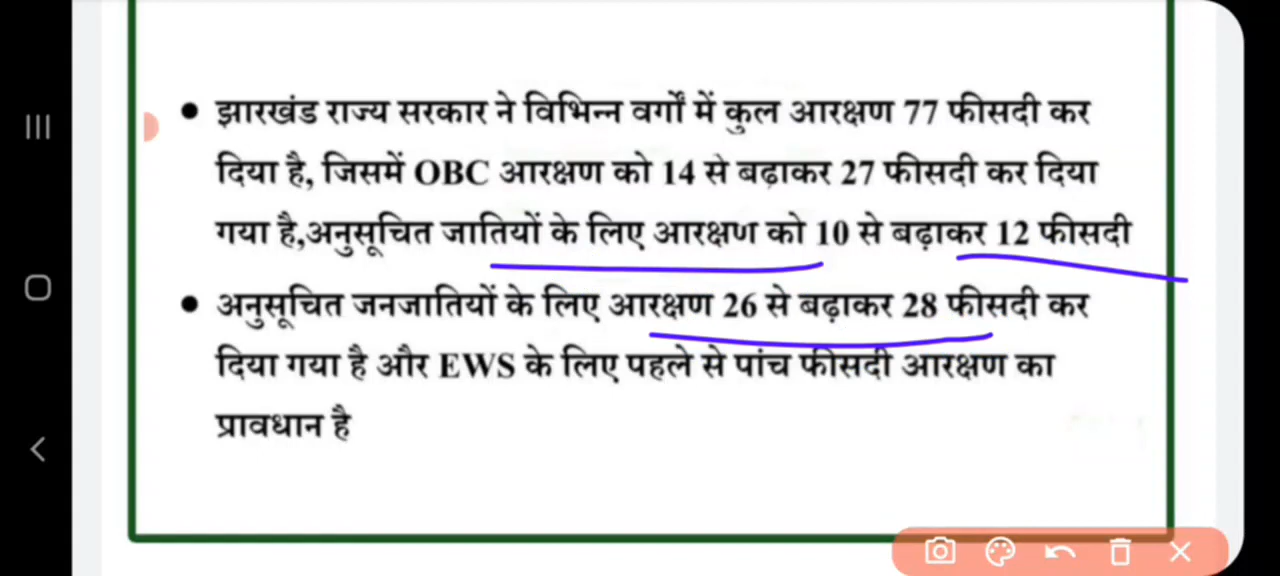 झारखंड राज्य सरकार ने विभिन्न वर्गों में कुल आरक्षण 77 फीसदी कर
दिया है, जिसमें OBC आरक्षण को 14 से बढ़ाकर 27 फीसदी कर दिया
गया है,अनुसूचित जातियों के लिए आरक्षण को 10 से बढ़ाकर 12 फीसदी
अनुसूचित जनजातियों के लिए आरक्षण 26 से बढ़ाकर 28 फीसदी कर
दिया गया है और EWS के लिए पहले से पांच फीसदी आरक्षण का
प्रावधान है